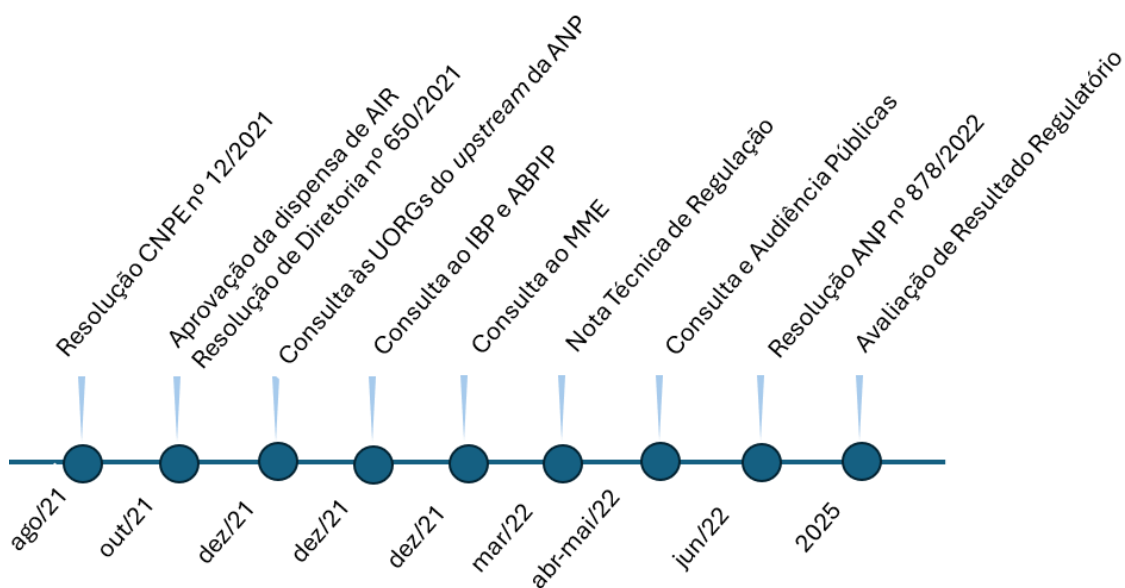 Resolução CNPE nº 12/2021
Aprovação da dispensa de AIR
Resolução de Diretoria nº 650/2021
Consulta às UORGs do upstream da ANP
Consulta ao IBP e ABPIP
Consulta ao MME
Nota Técnica de Regulação
Consulta e Audiência Públicas
Resolução ANP nº 878/2022
Avaliação de Resultado Regulatório
ago/21
out/21
dez/21
dez/21
dez/21
mar/22
abr-mai/22
jun/22
2025